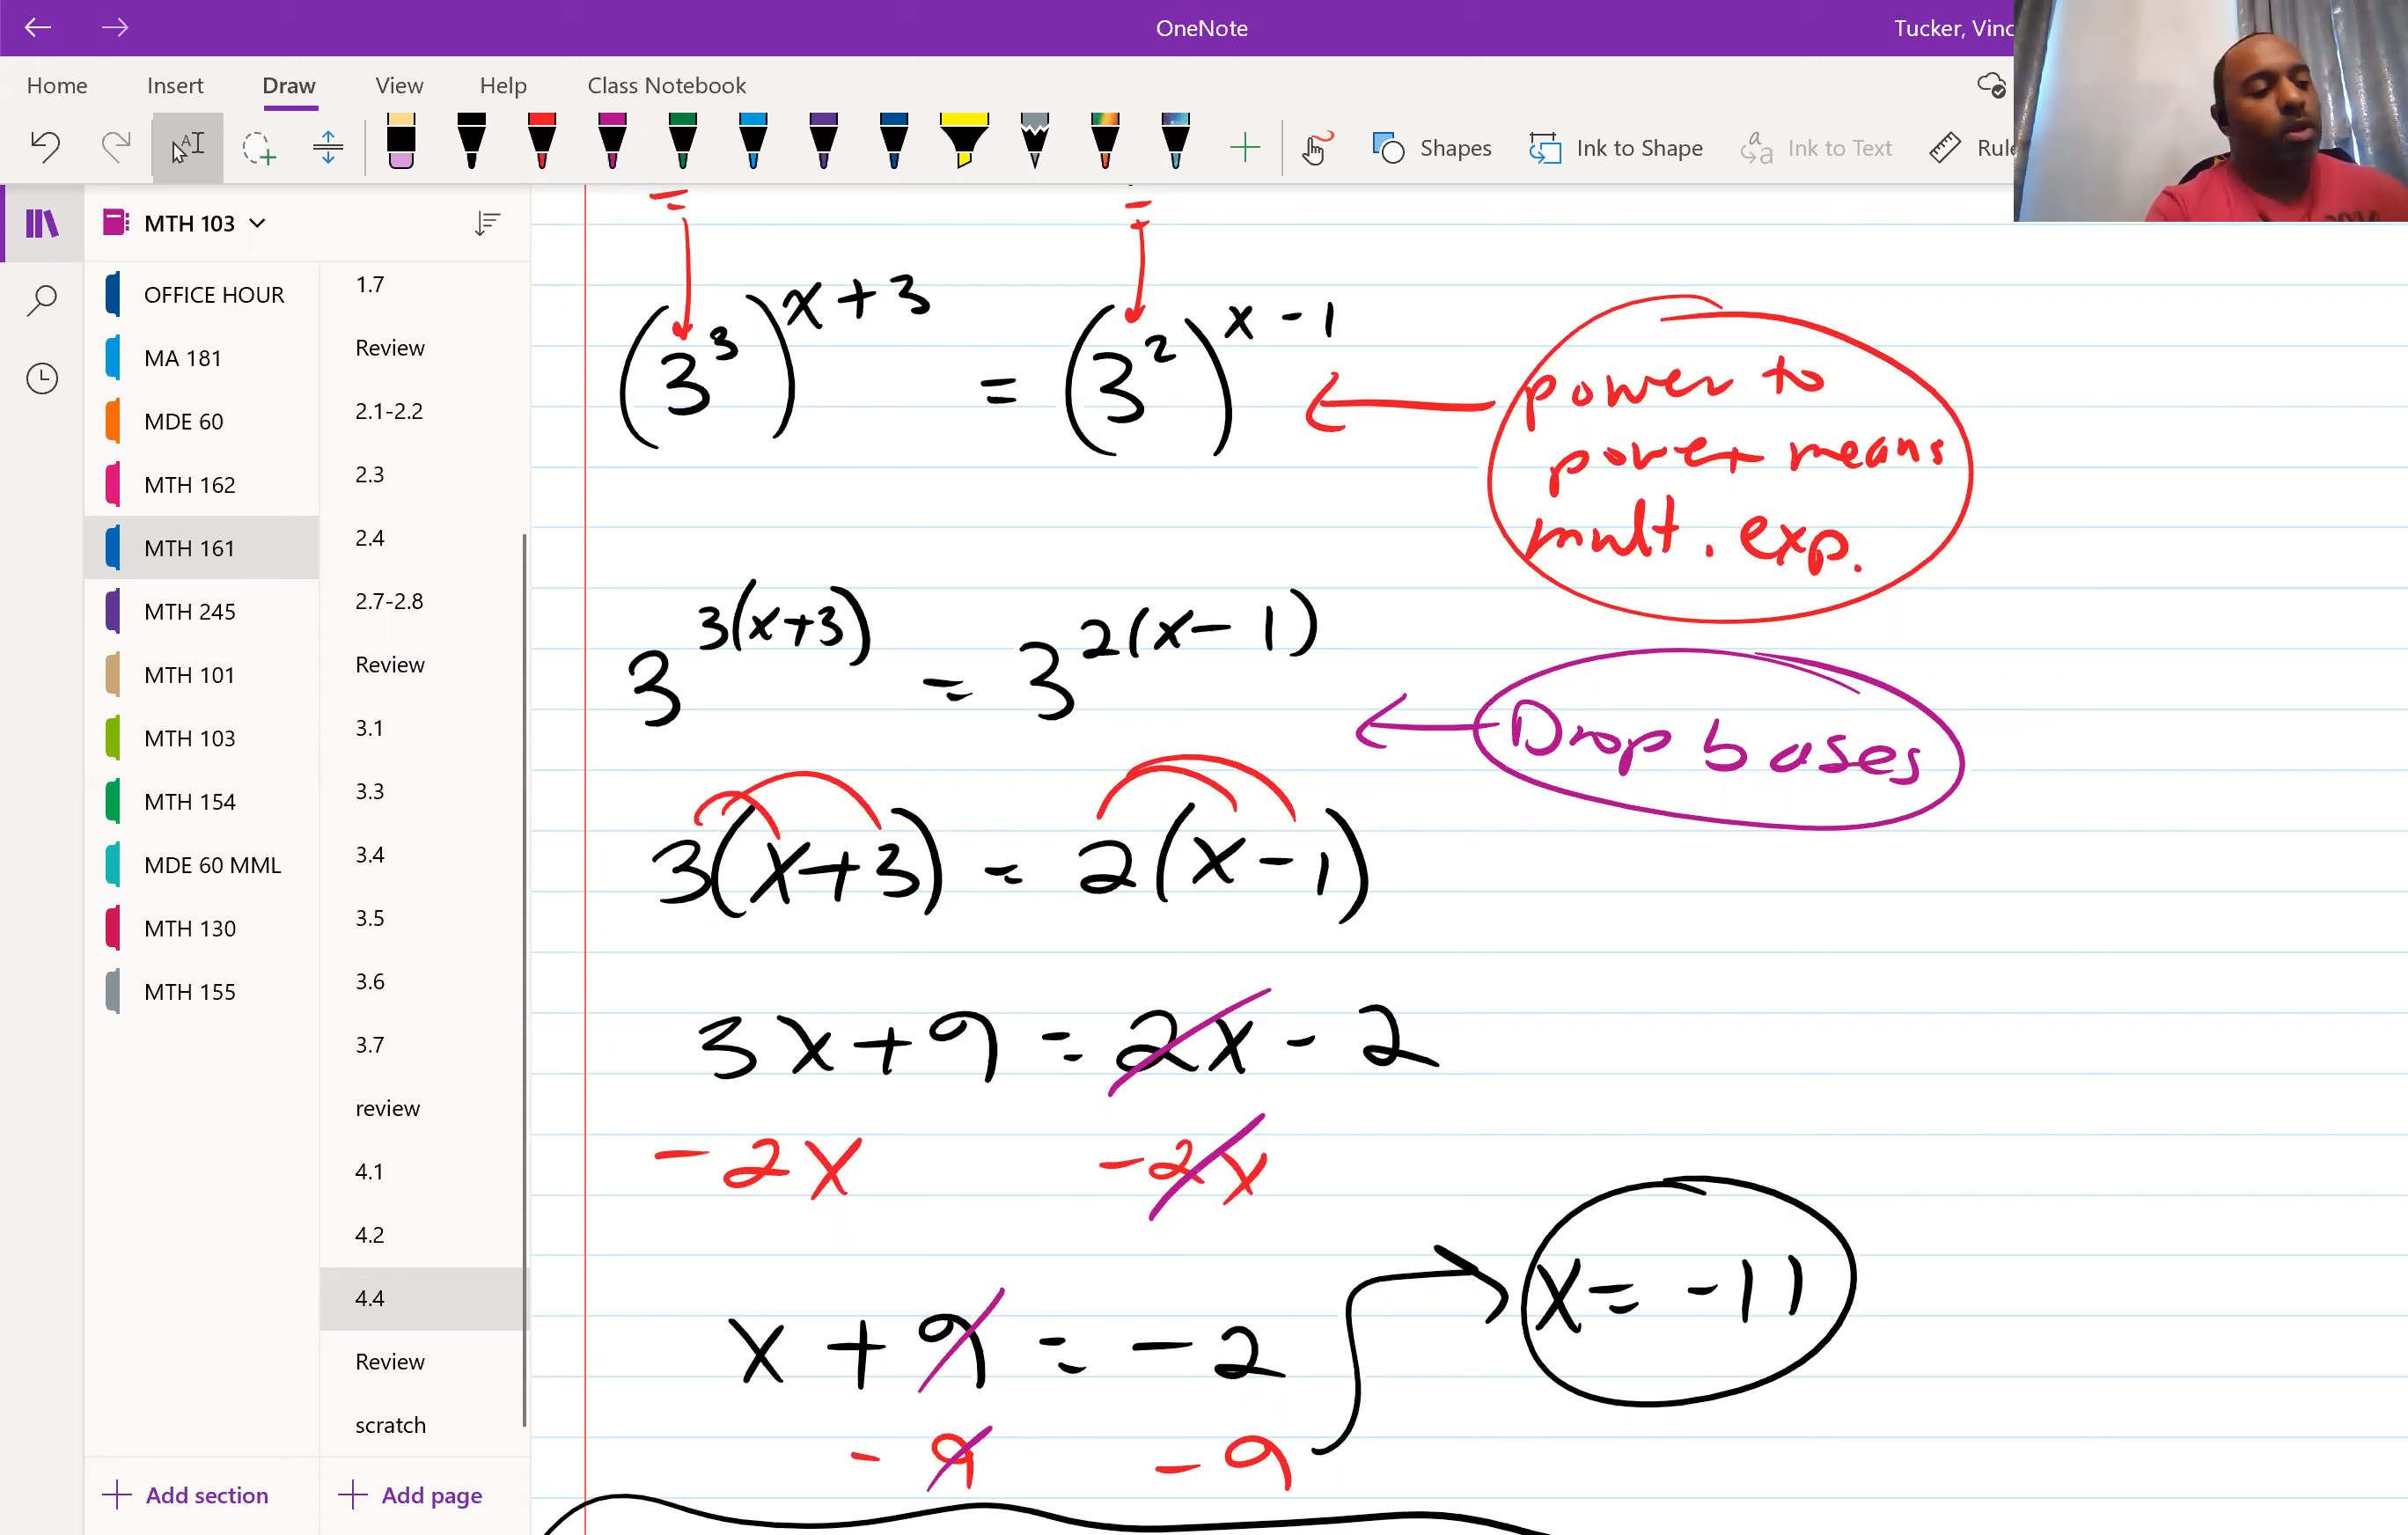 OneNote
Tucker, Vinc
Home Insert Draw View Help Class Notebook
Shapes Ink to Shape Ink to Text Rule
MTH 103
OFFICE HOUR
MA 181
MDE 60
MTH 162
MTH 161
MTH 245
MTH 101
MTH 103
MTH 154
MDE 60 MML
MTH 130
MTH 155
Add section
1.7
Review
2.1-2.2
2.3
2.4
2.7-2.8
Review
3.1
3.3
3.4
3.5
3.6
3.7
review
4.1
4.2
4.4
Review
scratch
Add page
(3³)^(x+3) = (3²)^(x-1)
power to
power means
mult. exp.
3^(3(x+3)) = 3^(2(x-1))
Drop bases
3(x+3) = 2(x-1)
3x+9 = 2x-2
-2x -2x
x+9 = -2
-9 -9
x = -11